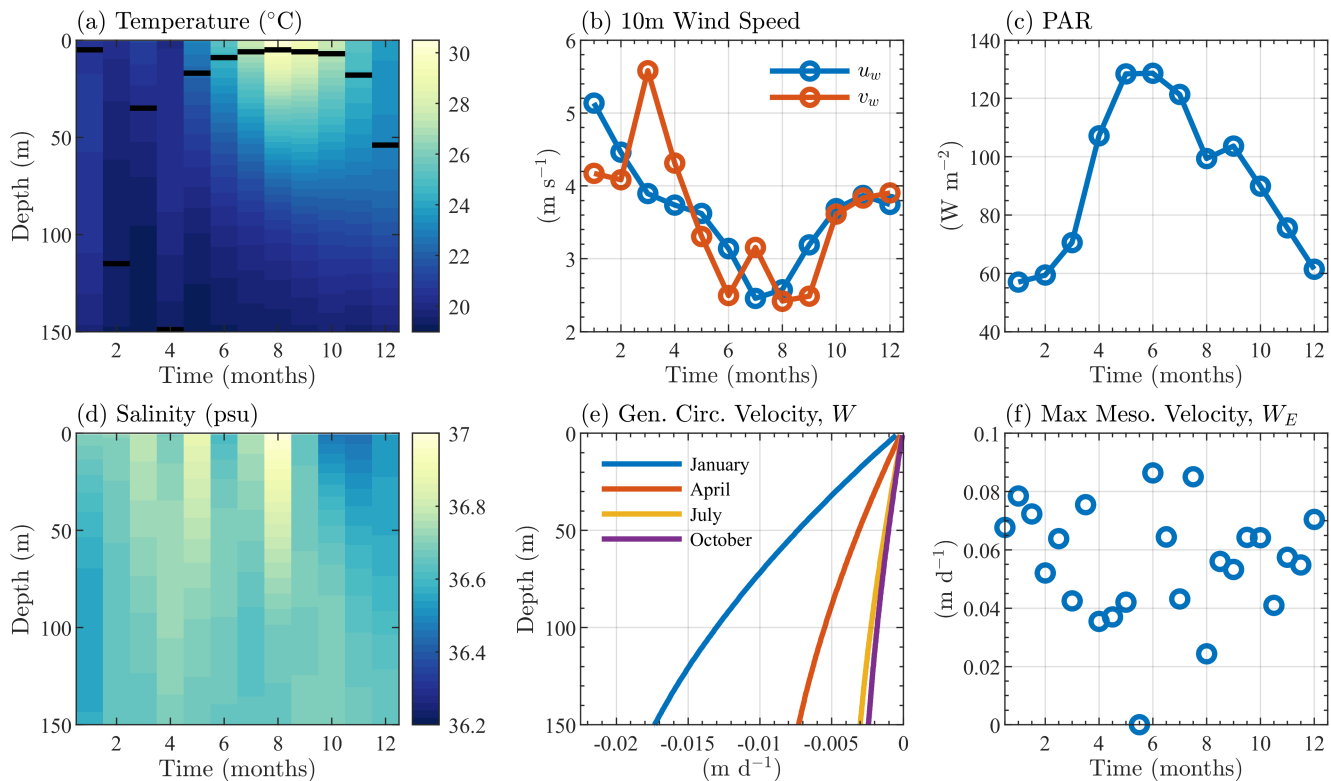 (a) Temperature (°C)
0
50
100
150
Depth (m)
2 4 6 8 10 12
Time (months)
30
28
26
24
22
20
(b) 10m Wind Speed
6
5
4
3
2
(m s⁻¹)
u_w
v_w
2 4 6 8 10 12
Time (months)
(c) PAR
140
120
100
80
60
40
(W m⁻²)
2 4 6 8 10 12
Time (months)
(d) Salinity (psu)
0
50
100
150
Depth (m)
2 4 6 8 10 12
Time (months)
37
36.8
36.6
36.4
36.2
(e) Gen. Circ. Velocity, W
0
50
100
150
Depth (m)
January
April
July
October
-0.02 -0.015 -0.01 -0.005 0
(m d⁻¹)
(f) Max Meso. Velocity, W_E
0.1
0.08
0.06
0.04
0.02
0
(m d⁻¹)
2 4 6 8 10 12
Time (months)